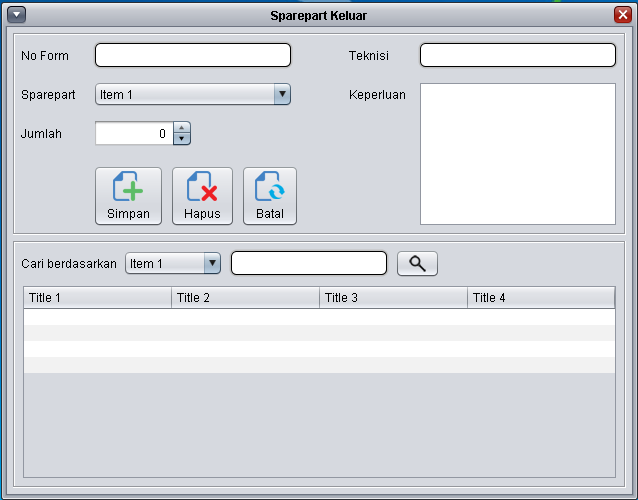 Sparepart Keluar
No Form
Teknisi
Sparepart Item 1
Keperluan
Jumlah 0
Simpan Hapus Batal
Cari berdasarkan Item 1
Title 1 Title 2 Title 3 Title 4